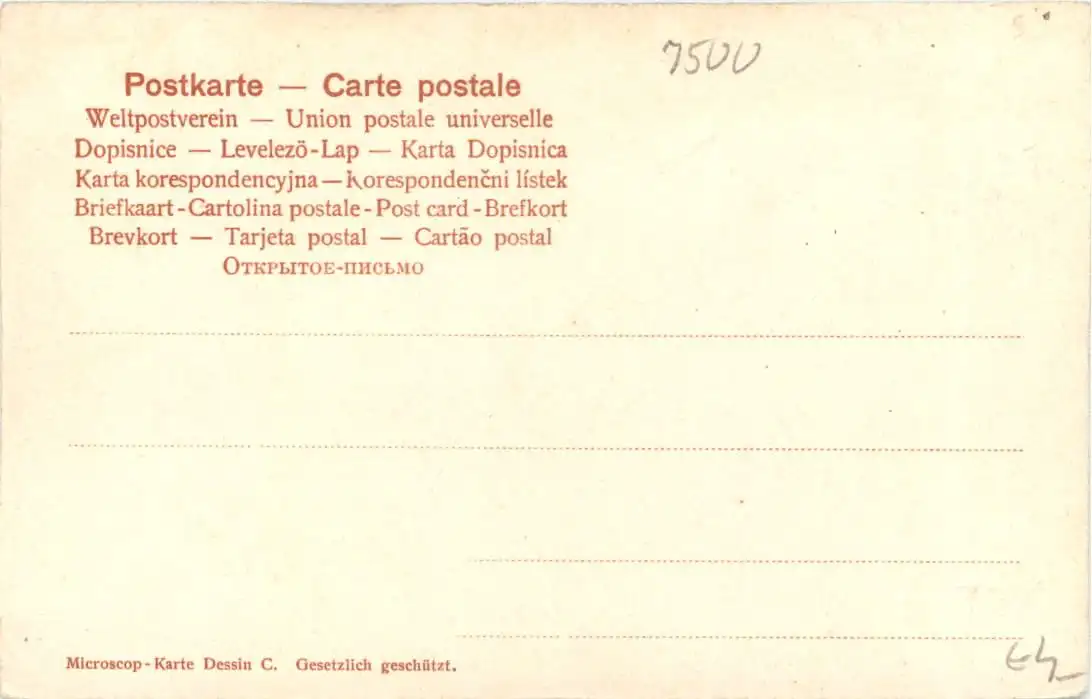 7500
Postkarte — Carte postale
Weltpostverein — Union postale universelle
Dopisnice — Levelezö-Lap — Karta Dopisnica
Karta korespondencyjna — Korespondenčni lístek
Briefkaart - Cartolina postale - Post card - Brefkort
Brevkort — Tarjeta postal — Cartão postal
Открытое-письмо
Microscop-Karte Dessin C. Gesetzlich geschützt.